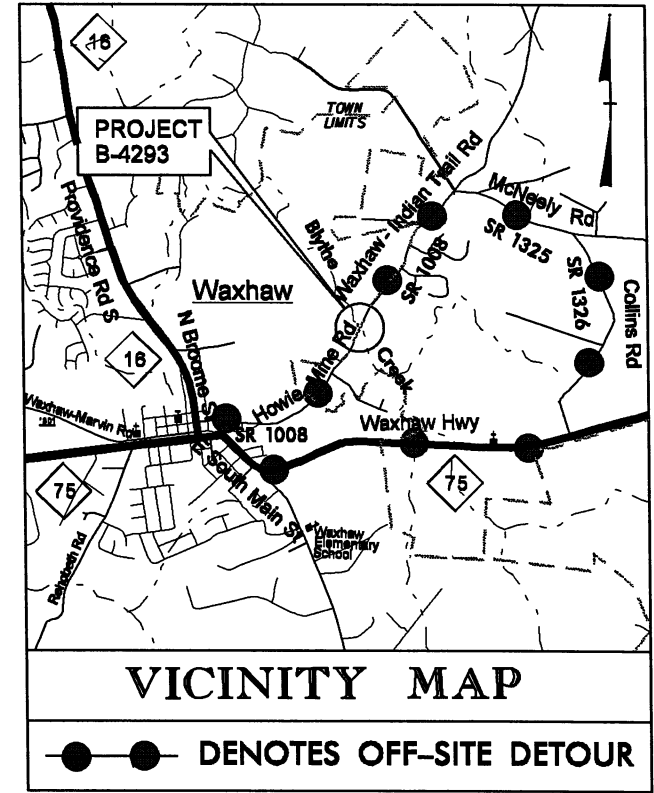 16
TOWN
LIMITS
PROJECT
B-4293
Waxhaw - Indian Trail Rd
McNeely Rd
SR 1325
Providence Rd S
Blythe
SR 1008
SR 1326
Collins Rd
Waxhaw
N Broome St
16
Howie Mine Rd
Creek
Waxhaw-Marvin Rd
SR 1008
Waxhaw Hwy
75
E South Main St
75
Waxhaw
Elementary
School
Rehobeth Rd
VICINITY MAP
DENOTES OFF-SITE DETOUR